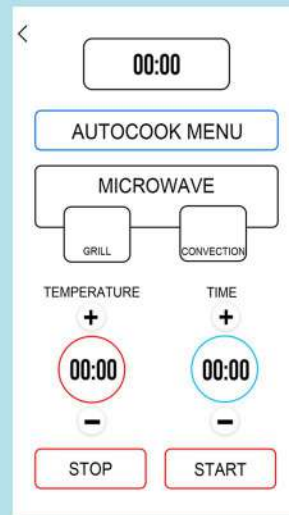 00:00
AUTOCOOK MENU
MICROWAVE
GRILL CONVECTION
TEMPERATURE TIME
+ +
00:00 00:00
− −
STOP START